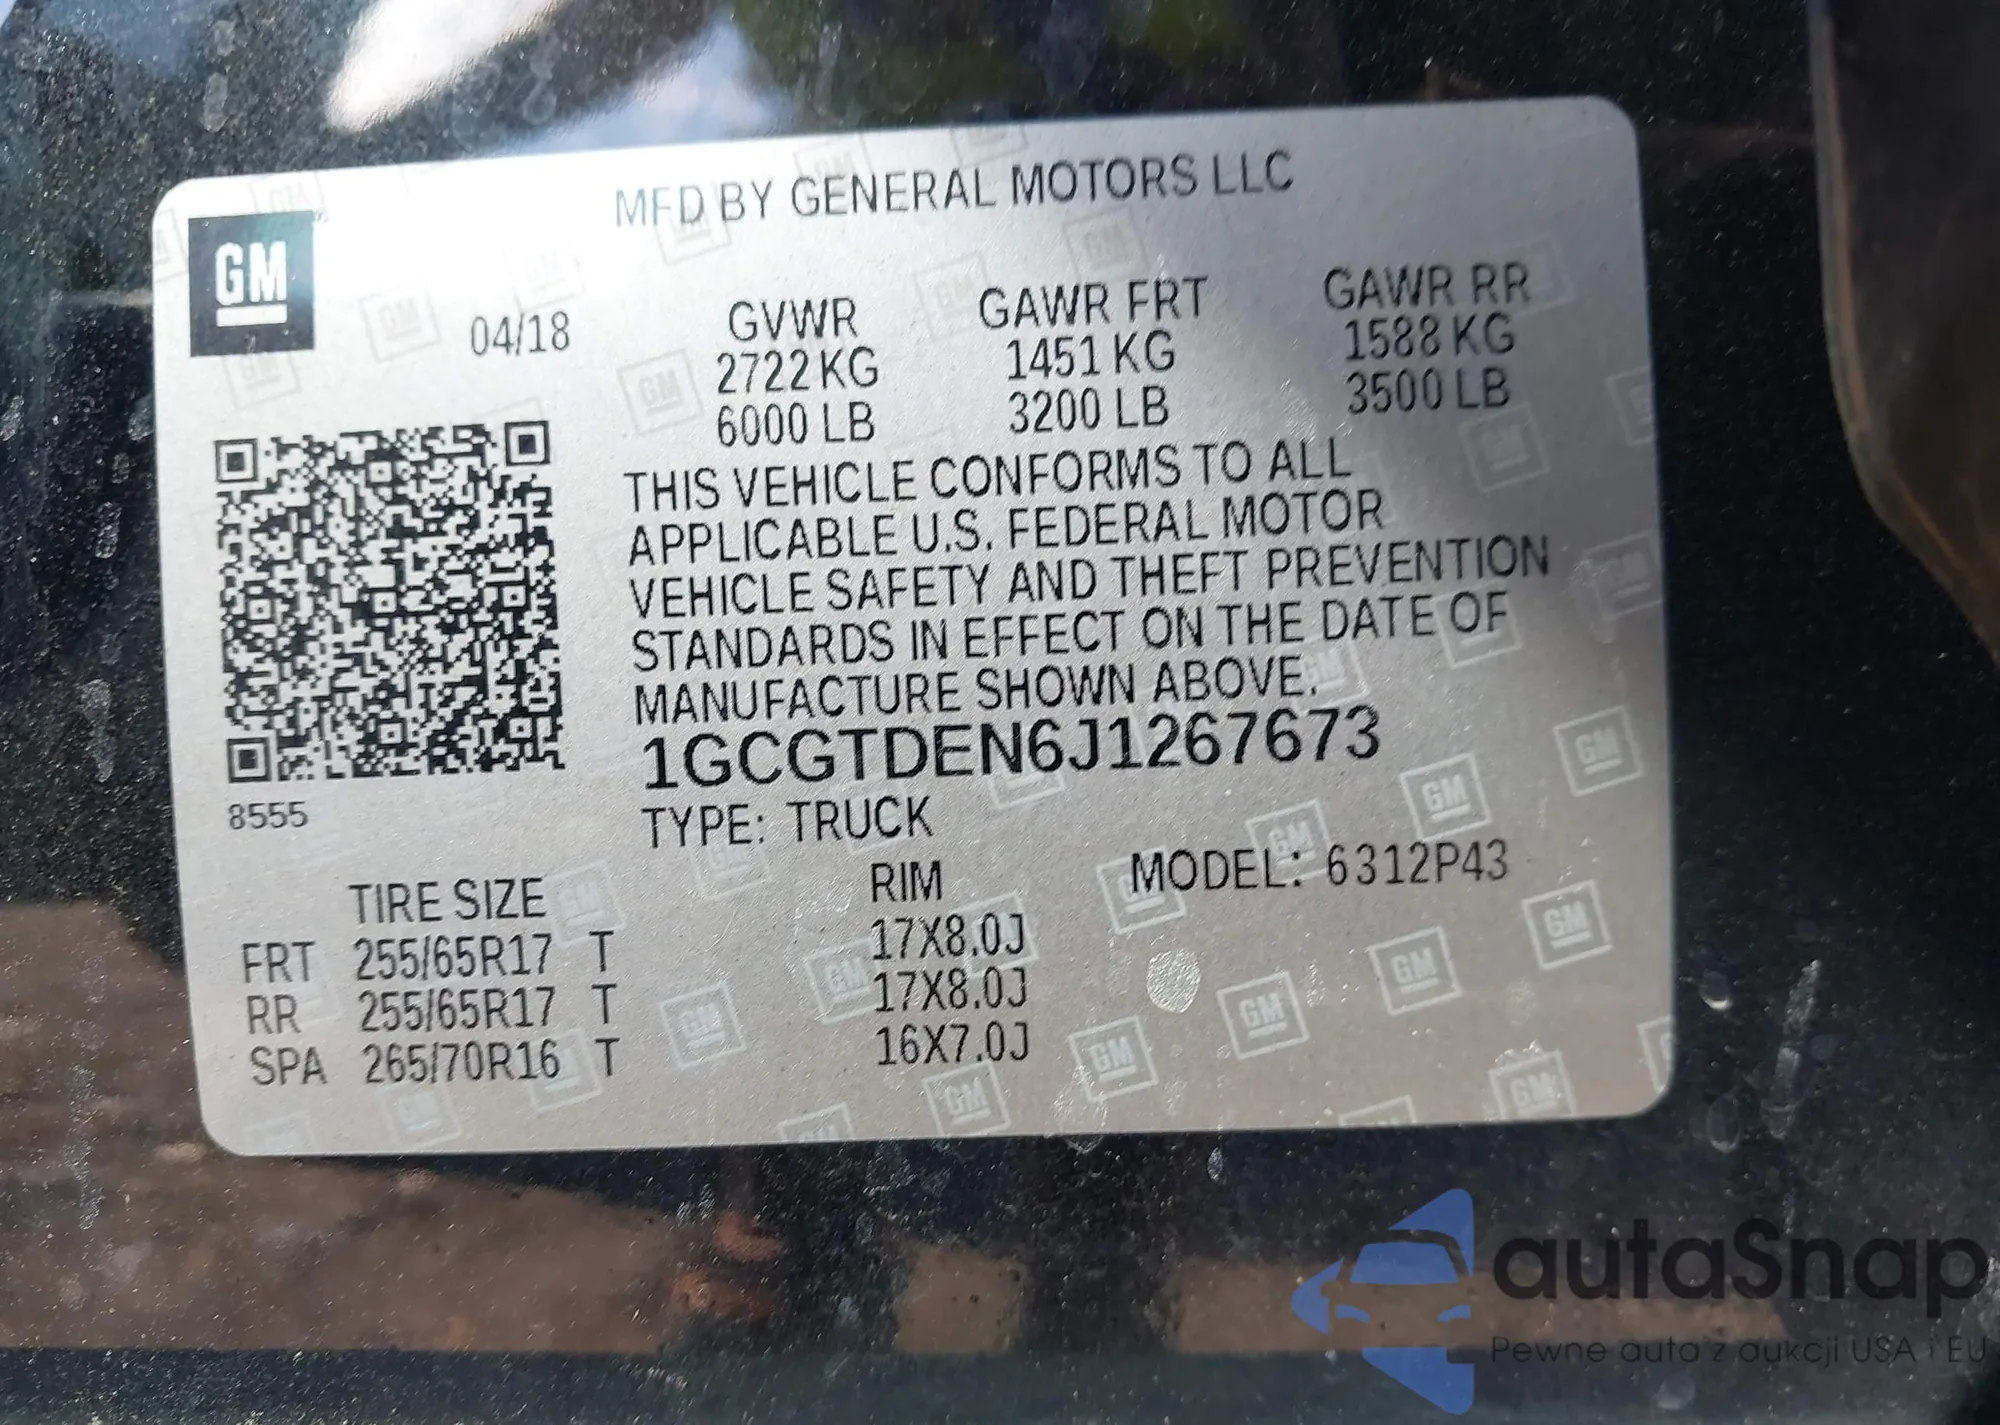 MFD BY GENERAL MOTORS LLC
GM
04/18
GVWR GAWR FRT GAWR RR
2722 KG 1451 KG 1588 KG
6000 LB 3200 LB 3500 LB
THIS VEHICLE CONFORMS TO ALL
APPLICABLE U.S. FEDERAL MOTOR
VEHICLE SAFETY AND THEFT PREVENTION
STANDARDS IN EFFECT ON THE DATE OF
MANUFACTURE SHOWN ABOVE.
1GCGTDEN6J1267673
8555
TYPE: TRUCK
MODEL: 6312P43
TIRE SIZE RIM
FRT 255/65R17 T 17X8.0J
RR 255/65R17 T 17X8.0J
SPA 265/70R16 T 16X7.0J
autaSnap
Pewne auta z aukcji USA i EU